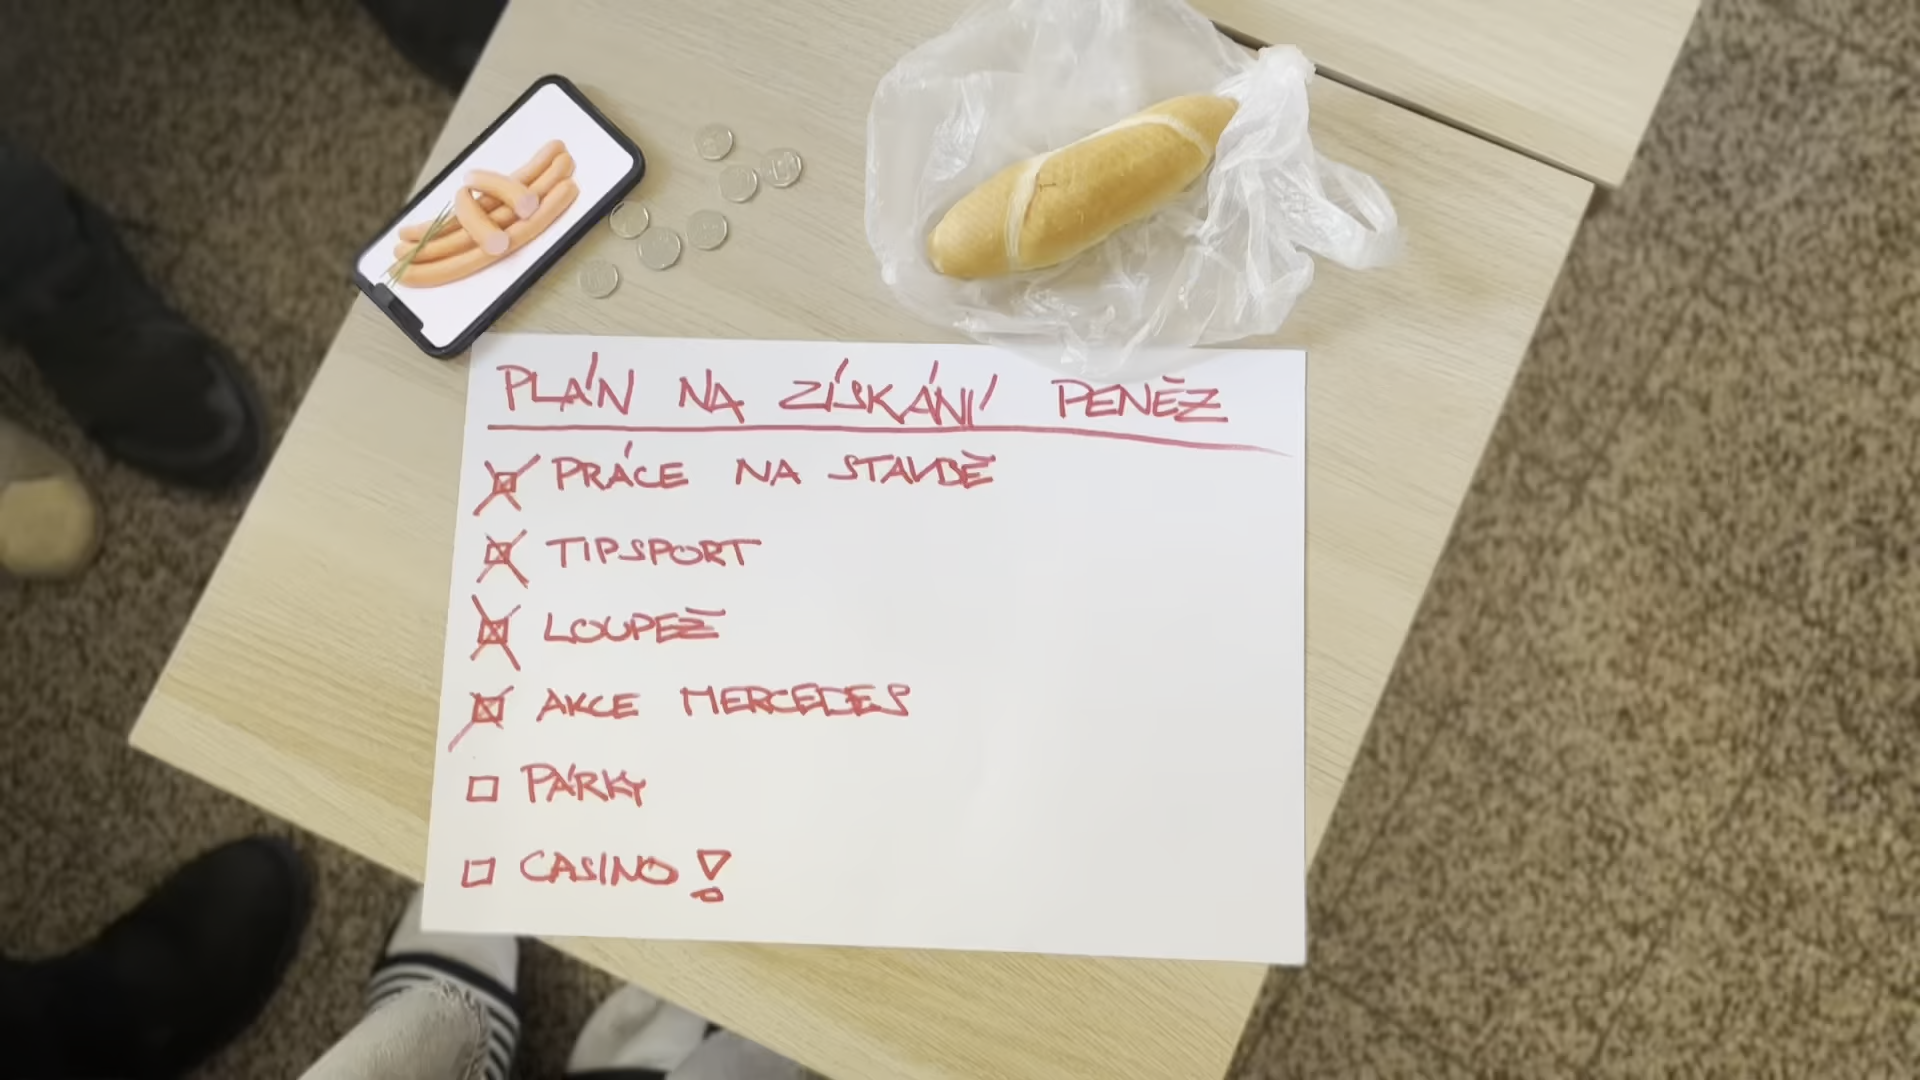 PLÁN NA ZÍSKÁNÍ PENĚZ
PRÁCE NA STAVBĚ
TIPSPORT
LOUPEŽ
AKCE MERCEDES
PÁRKY
CASINO!